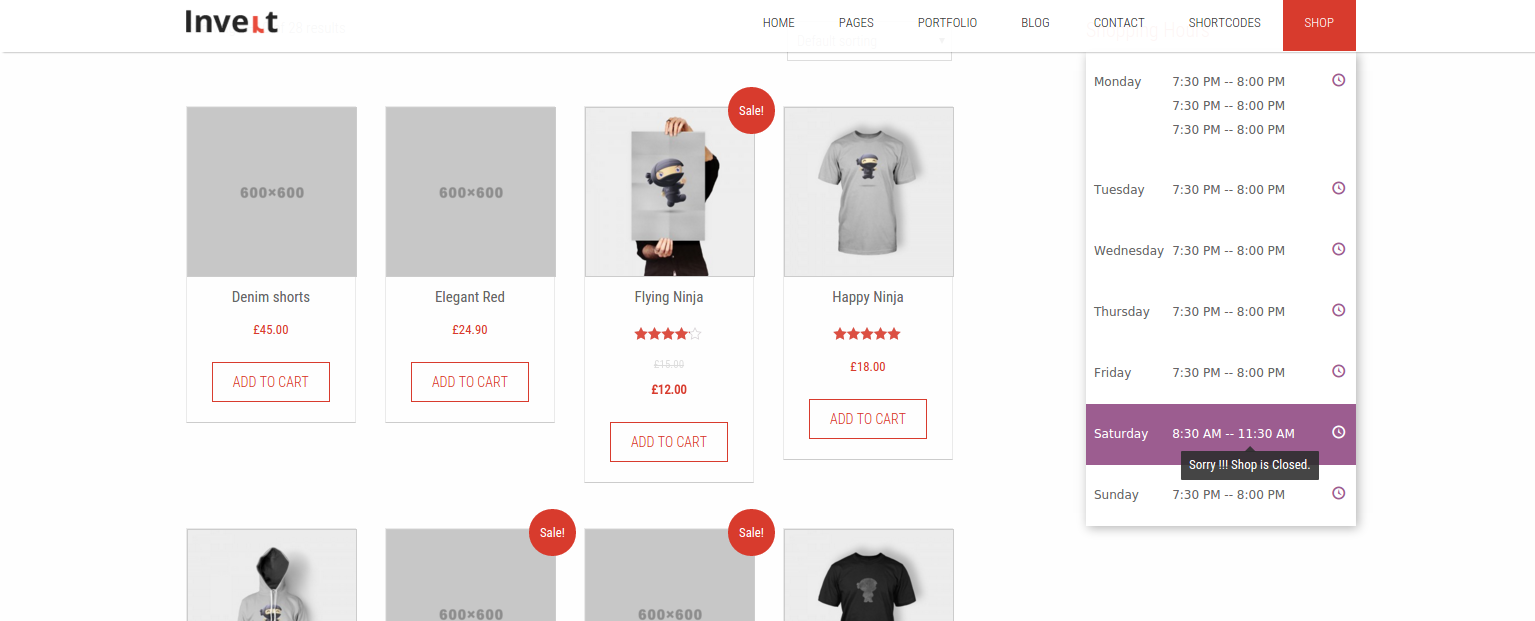 Invert
HOME PAGES PORTFOLIO BLOG CONTACT SHORTCODES SHOP
Default sorting
Sale!
600×600
600×600
Denim shorts
£45.00
ADD TO CART
Elegant Red
£24.90
ADD TO CART
Flying Ninja
£15.00
£12.00
ADD TO CART
Happy Ninja
£18.00
ADD TO CART
Sale!
Sale!
600×600
600×600
Shopping Hours
Monday 7:30 PM -- 8:00 PM
7:30 PM -- 8:00 PM
7:30 PM -- 8:00 PM
Tuesday 7:30 PM -- 8:00 PM
Wednesday 7:30 PM -- 8:00 PM
Thursday 7:30 PM -- 8:00 PM
Friday 7:30 PM -- 8:00 PM
Saturday 8:30 AM -- 11:30 AM
Sorry !!! Shop is Closed.
Sunday 7:30 PM -- 8:00 PM